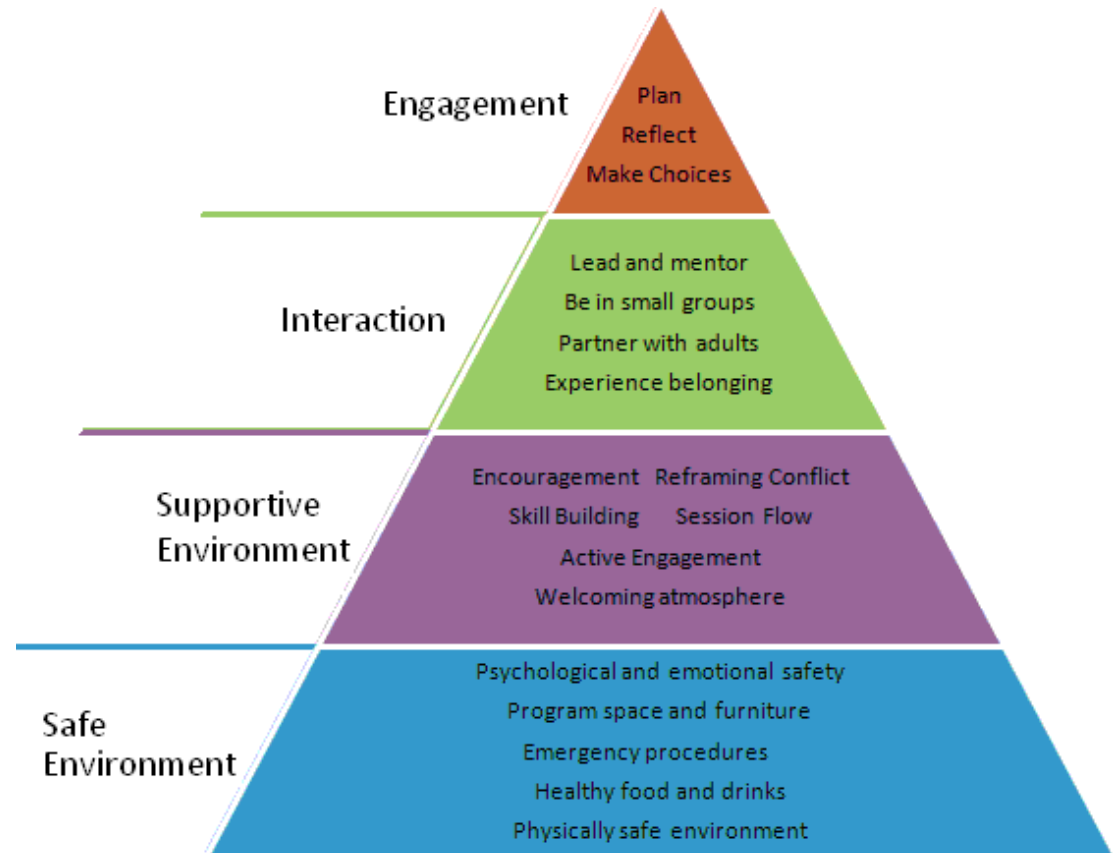 Engagement
Plan
Reflect
Make Choices
Interaction
Lead and mentor
Be in small groups
Partner with adults
Experience belonging
Supportive
Environment
Encouragement Reframing Conflict
Skill Building Session Flow
Active Engagement
Welcoming atmosphere
Safe
Environment
Psychological and emotional safety
Program space and furniture
Emergency procedures
Healthy food and drinks
Physically safe environment